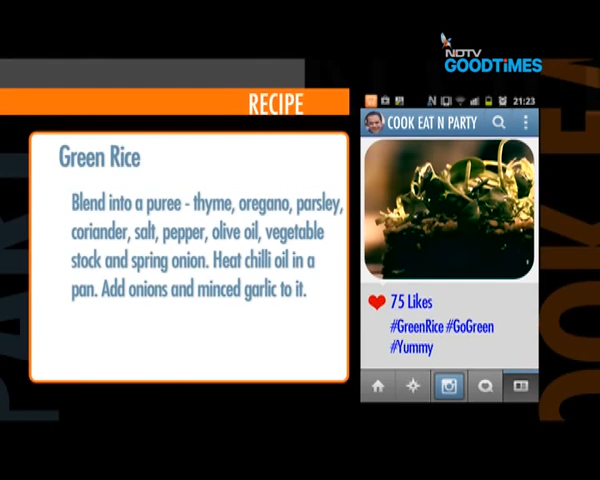 NDTV
GOODTiMES
RECIPE
21:23
COOK EAT N PARTY
Green Rice
Blend into a puree - thyme, oregano, parsley,
coriander, salt, pepper, olive oil, vegetable
stock and spring onion. Heat chilli oil in a
pan. Add onions and minced garlic to it.
75 Likes
#GreenRice #GoGreen
#Yummy